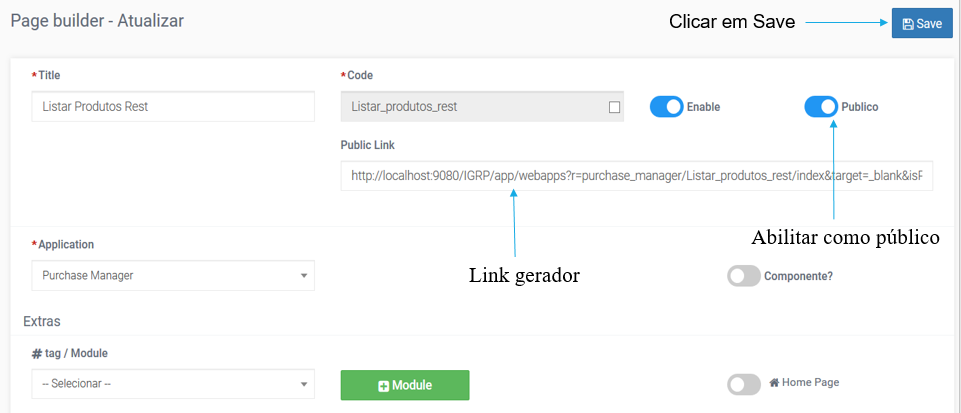 Page builder - Atualizar
Clicar em Save
Save
*Title
*Code
Listar Produtos Rest
Listar_produtos_rest
Enable
Publico
Public Link
http://localhost:9080/IGRP/app/webapps?r=purchase_manager/Listar_produtos_rest/index&target=_blank&isP
Abilitar como público
*Application
Link gerador
Purchase Manager
Componente?
Extras
# tag / Module
-- Selecionar --
Module
Home Page